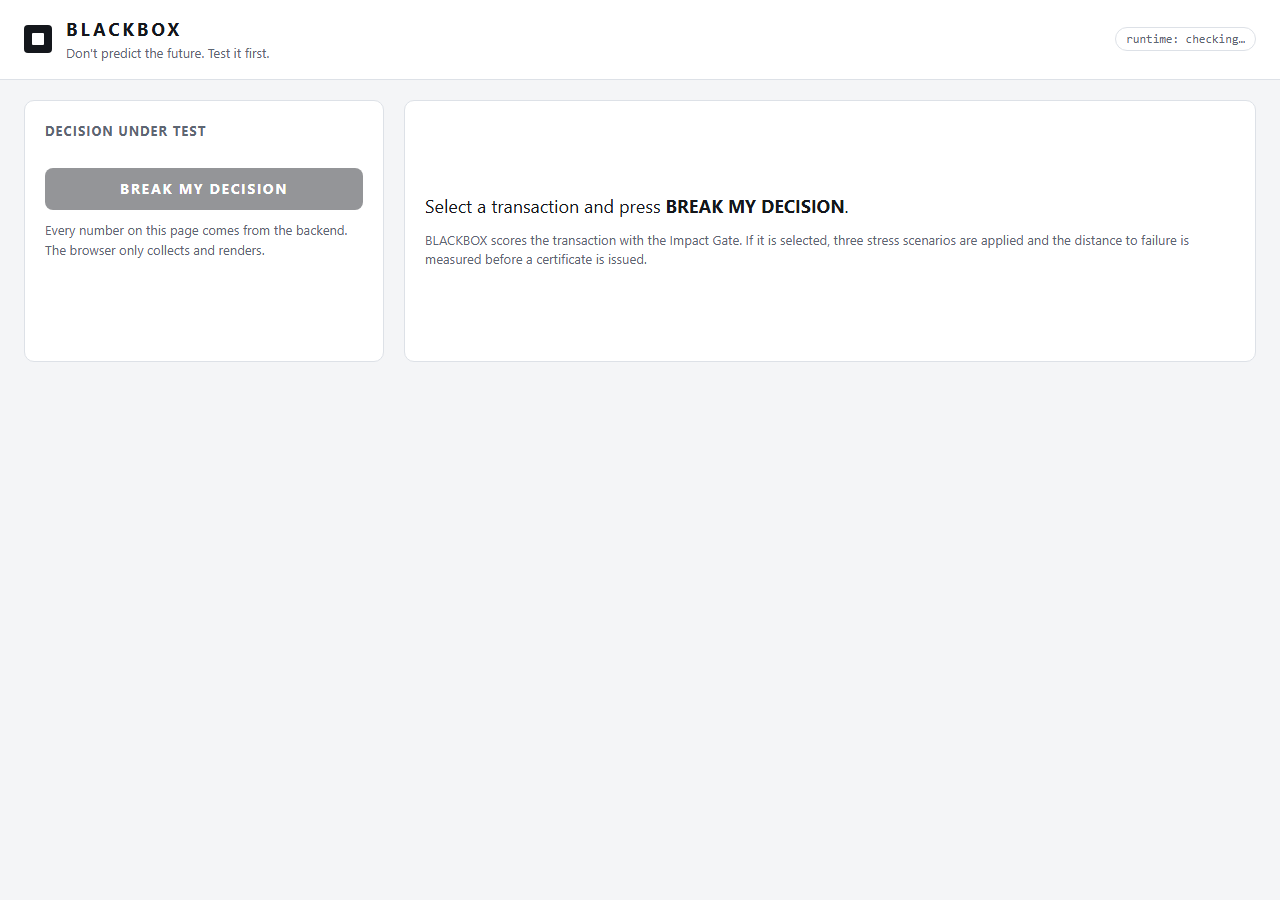 BLACKBOX
Don't predict the future. Test it first.
runtime: checking…
DECISION UNDER TEST
BREAK MY DECISION
Every number on this page comes from the backend.
The browser only collects and renders.
Select a transaction and press BREAK MY DECISION.
BLACKBOX scores the transaction with the Impact Gate. If it is selected, three stress scenarios are applied and the distance to failure is
measured before a certificate is issued.